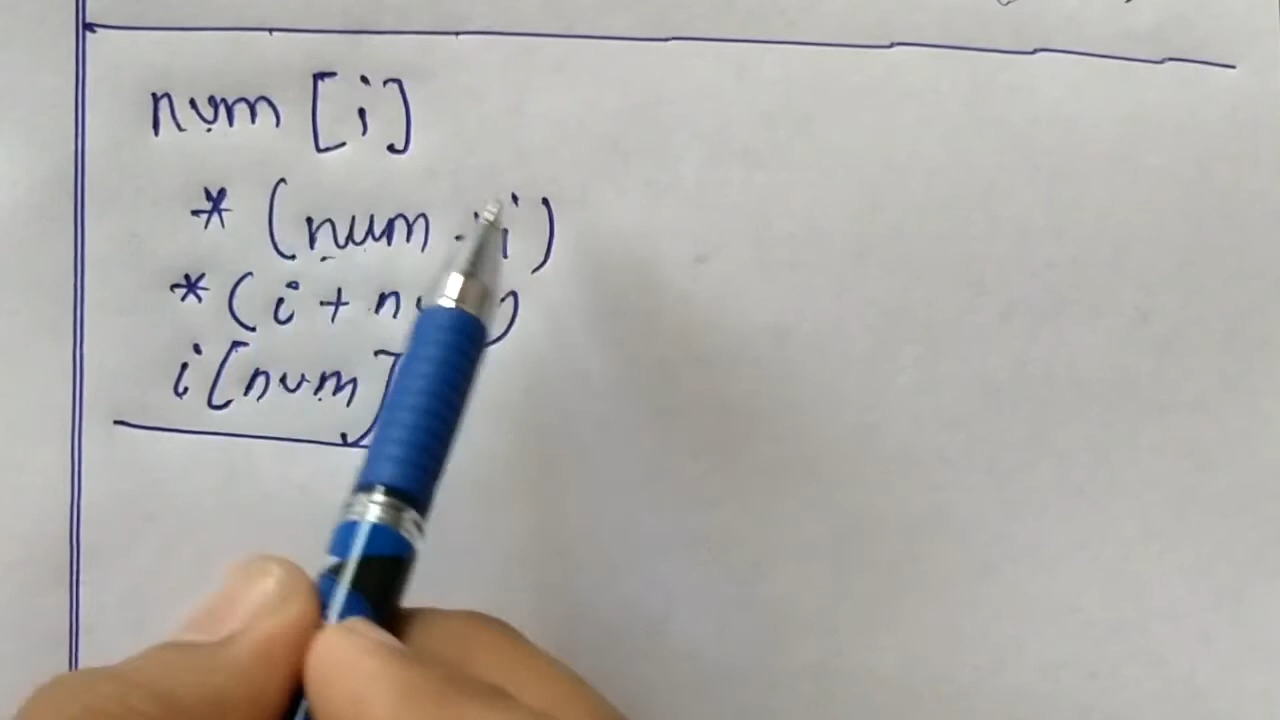 num [i]
* (num i)
* (i + n
i[num]